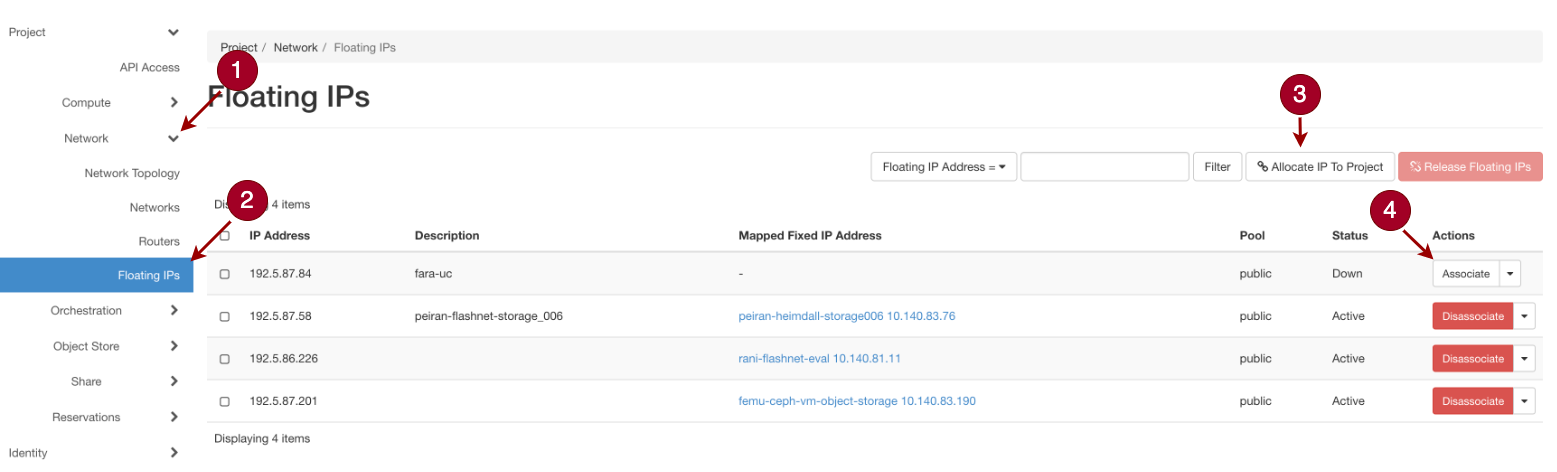 Project
API Access
Compute
Network
Network Topology
Networks
Routers
Floating IPs
Orchestration
Object Store
Share
Reservations
Identity
Project / Network / Floating IPs
1
Floating IPs
3
Floating IP Address = Filter Allocate IP To Project Release Floating IPs
2
4 items
4
IP Address Description Mapped Fixed IP Address Pool Status Actions
192.5.87.84 fara-uc - public Down Associate
192.5.87.58 peiran-flashnet-storage_006 peiran-heimdall-storage006 10.140.83.76 public Active Disassociate
192.5.86.226 rani-flashnet-eval 10.140.81.11 public Active Disassociate
192.5.87.201 femu-ceph-vm-object-storage 10.140.83.190 public Active Disassociate
Displaying 4 items